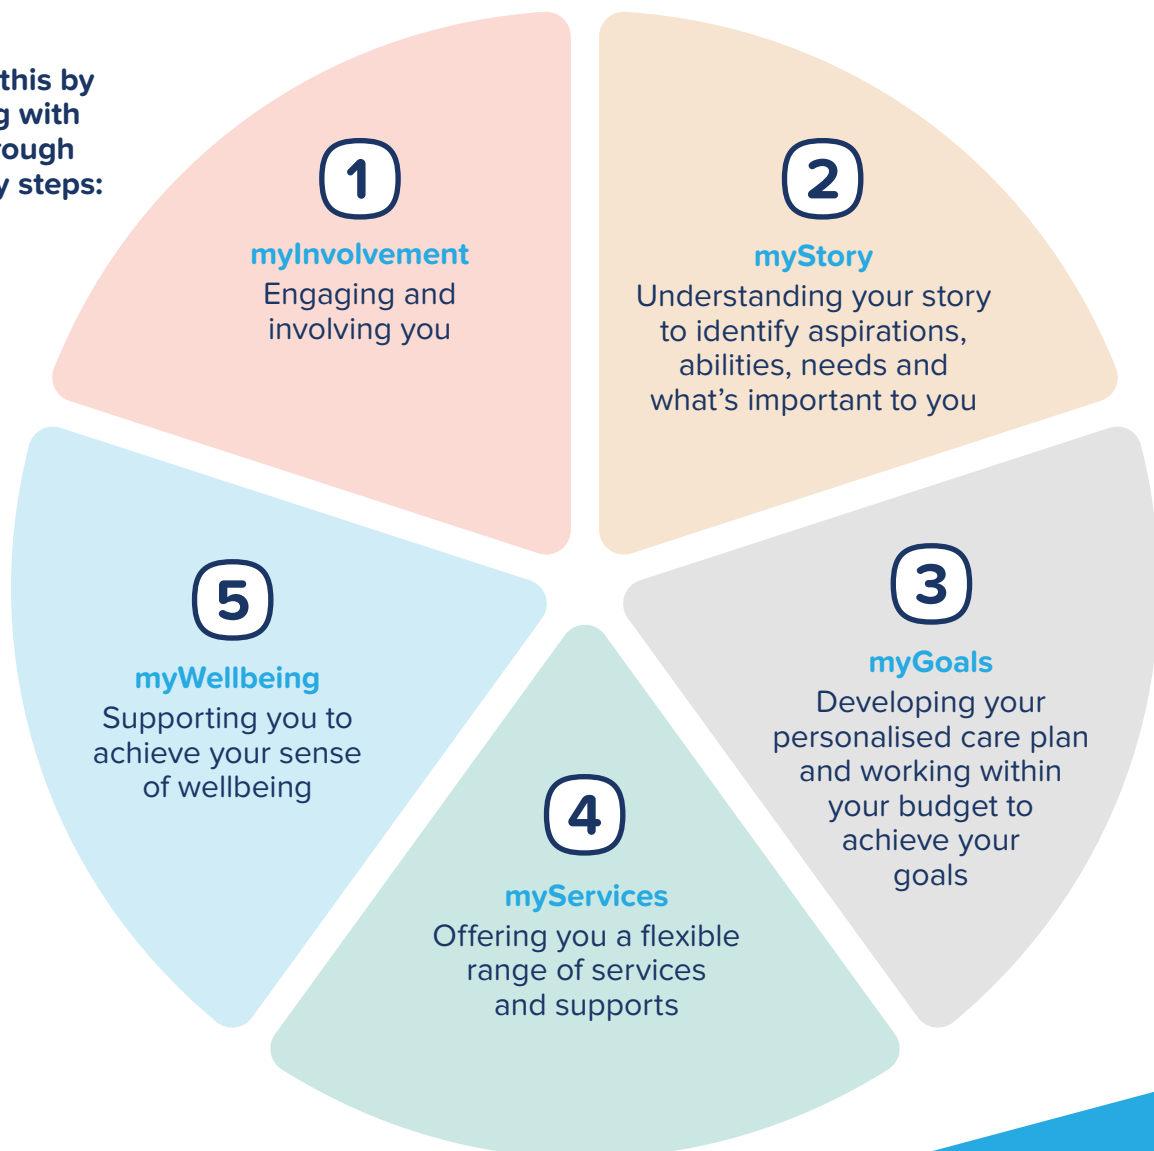 this by
with
steps:
1
myInvolvement
Engaging and
involving you
2
myStory
Understanding your story
to identify aspirations,
abilities, needs and
what's important to you
3
myGoals
Developing your
personalised care plan
and working within
your budget to
achieve your
goals
4
myServices
Offering you a flexible
range of services
and supports
5
myWellbeing
Supporting you to
achieve your sense
of wellbeing